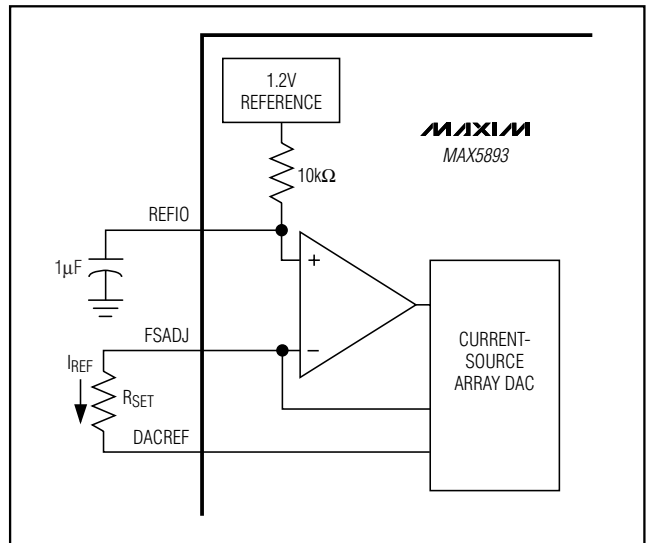 1.2V
REFERENCE
MAXIM
MAX5893
10kΩ
REFIO
1μF
+
FSADJ
−
IREF
RSET
DACREF
CURRENT-
SOURCE
ARRAY DAC